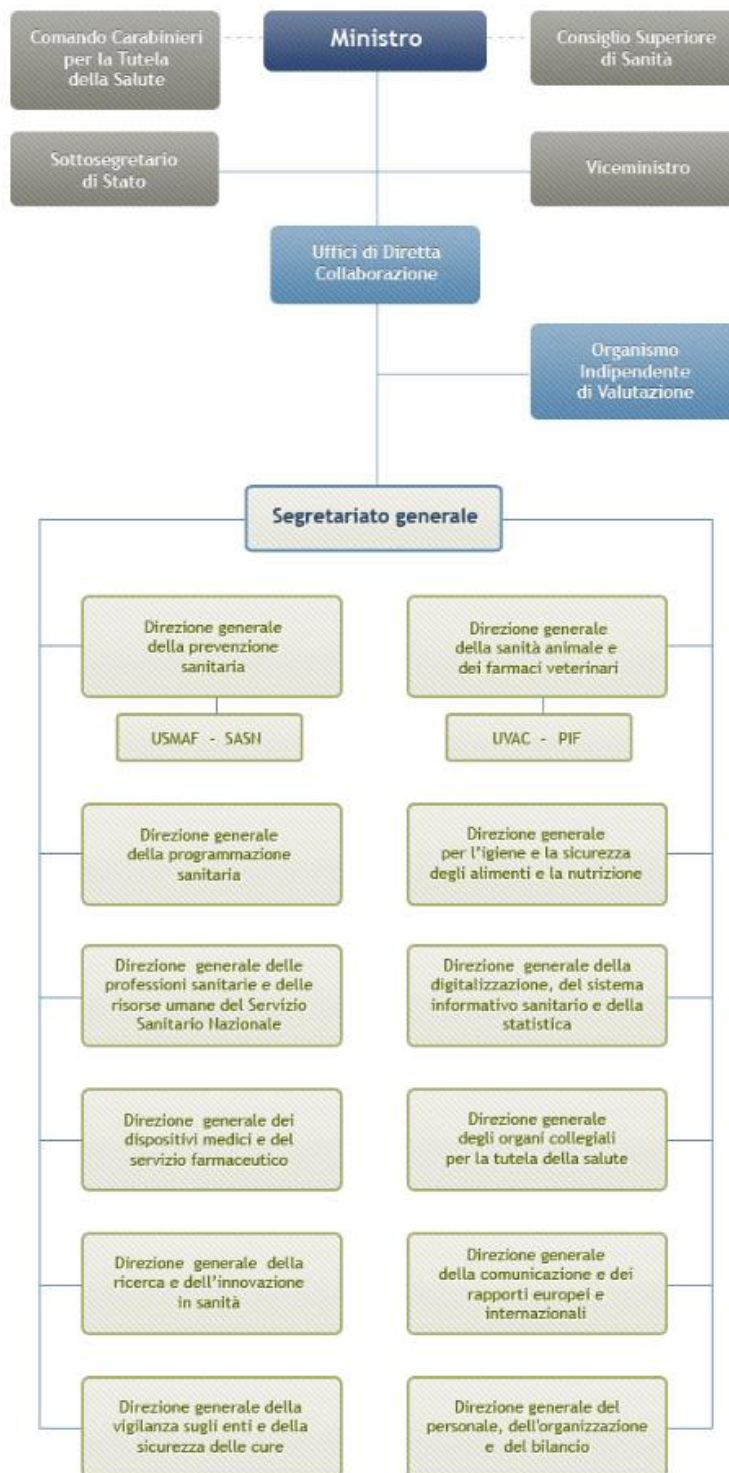 Comando Carabinieri
per la Tutela
della Salute
Ministro
Consiglio Superiore
di Sanità
Sottosegretario
di Stato
Viceministro
Uffici di Diretta
Collaborazione
Organismo
Indipendente
di Valutazione
Segretariato generale
Direzione generale
della prevenzione
sanitaria
Direzione generale
della sanità animale e
dei farmaci veterinari
USMAF - SASN
UVAC - PIF
Direzione generale
della programmazione
sanitaria
Direzione generale
per l'igiene e la sicurezza
degli alimenti e la nutrizione
Direzione generale delle
professioni sanitarie e delle
risorse umane del Servizio
Sanitario Nazionale
Direzione generale della
digitalizzazione, del sistema
informativo sanitario e della
statistica
Direzione generale dei
dispositivi medici e del
servizio farmaceutico
Direzione generale
degli organi collegiali
per la tutela della salute
Direzione generale della
ricerca e dell'innovazione
in sanità
Direzione generale
della comunicazione e dei
rapporti europei e
internazionali
Direzione generale della
vigilanza sugli enti e della
sicurezza delle cure
Direzione generale del
personale, dell'organizzazione
e del bilancio